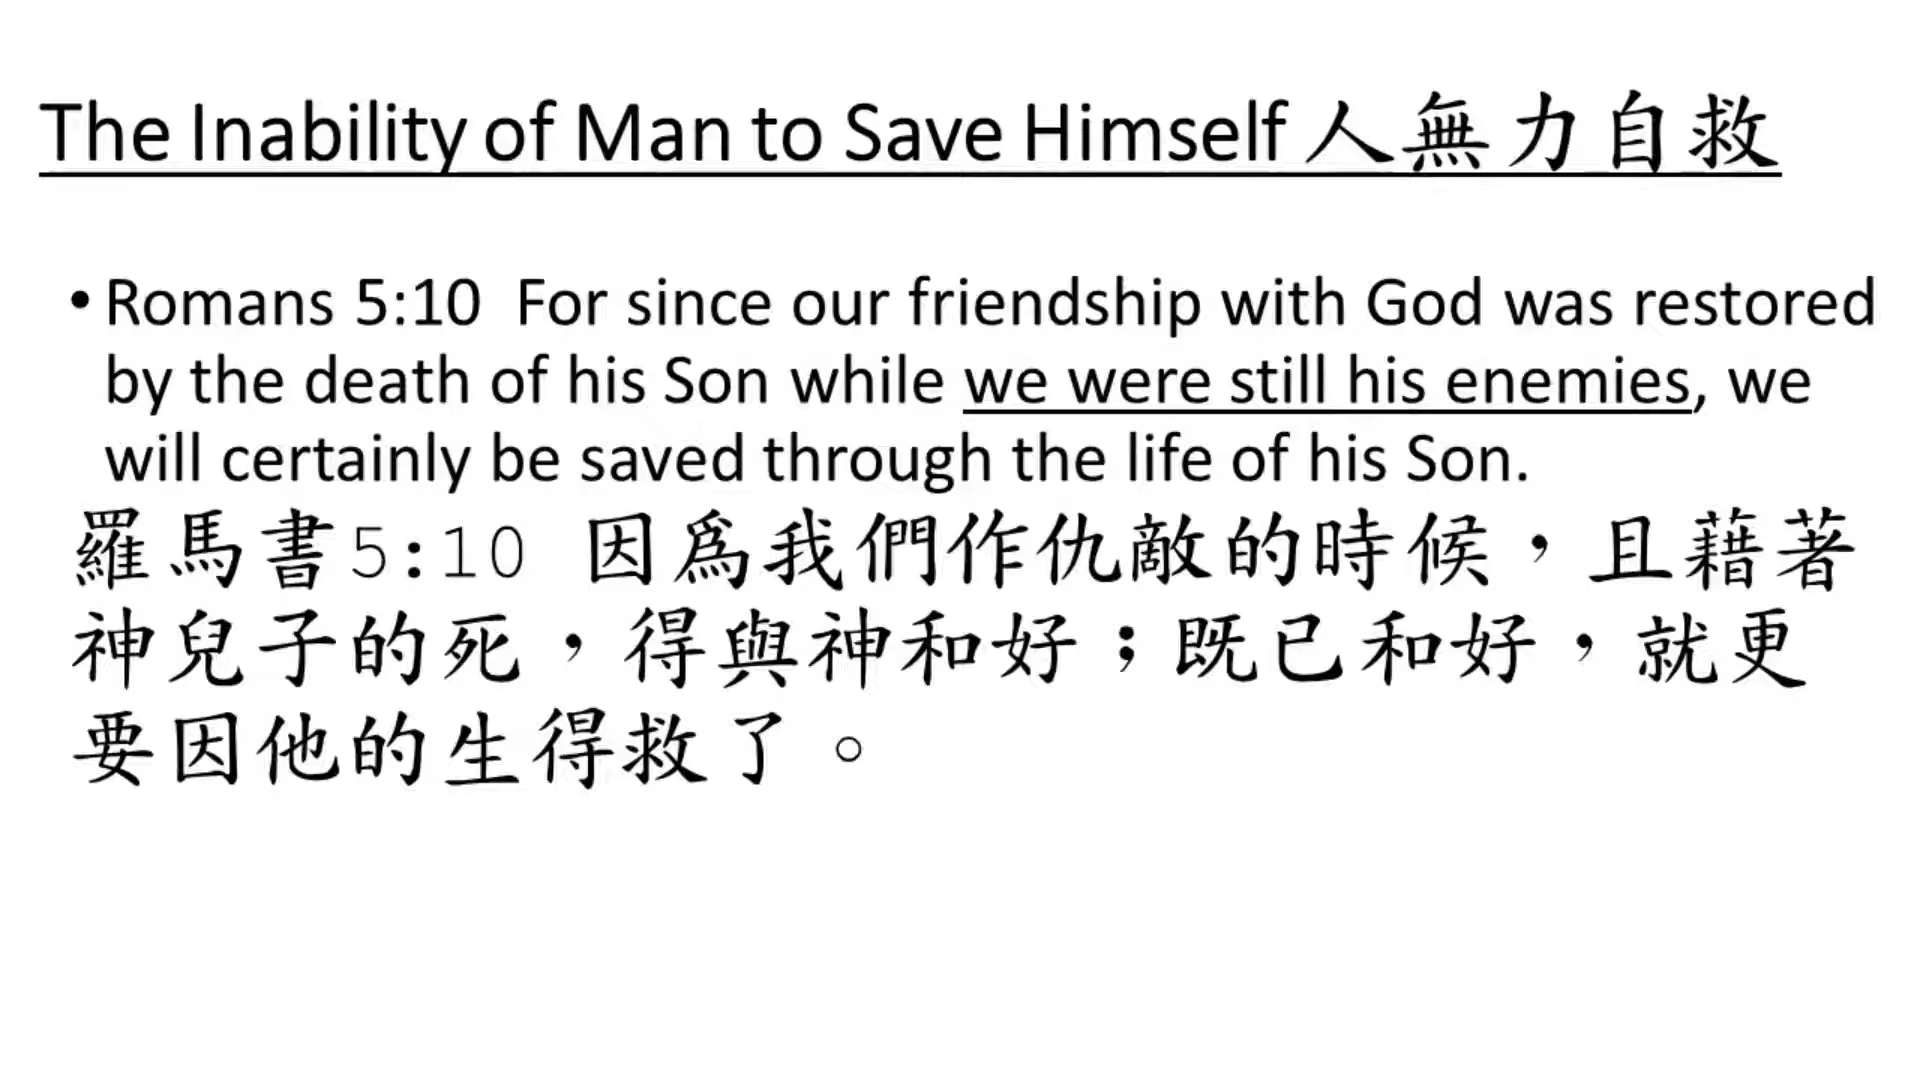 The Inability of Man to Save Himself 人無力自救
• Romans 5:10  For since our friendship with God was restored
by the death of his Son while we were still his enemies, we
will certainly be saved through the life of his Son.
羅馬書5:10 因爲我們作仇敵的時候，且藉著
神兒子的死，得與神和好；既已和好，就更
要因他的生得救了。